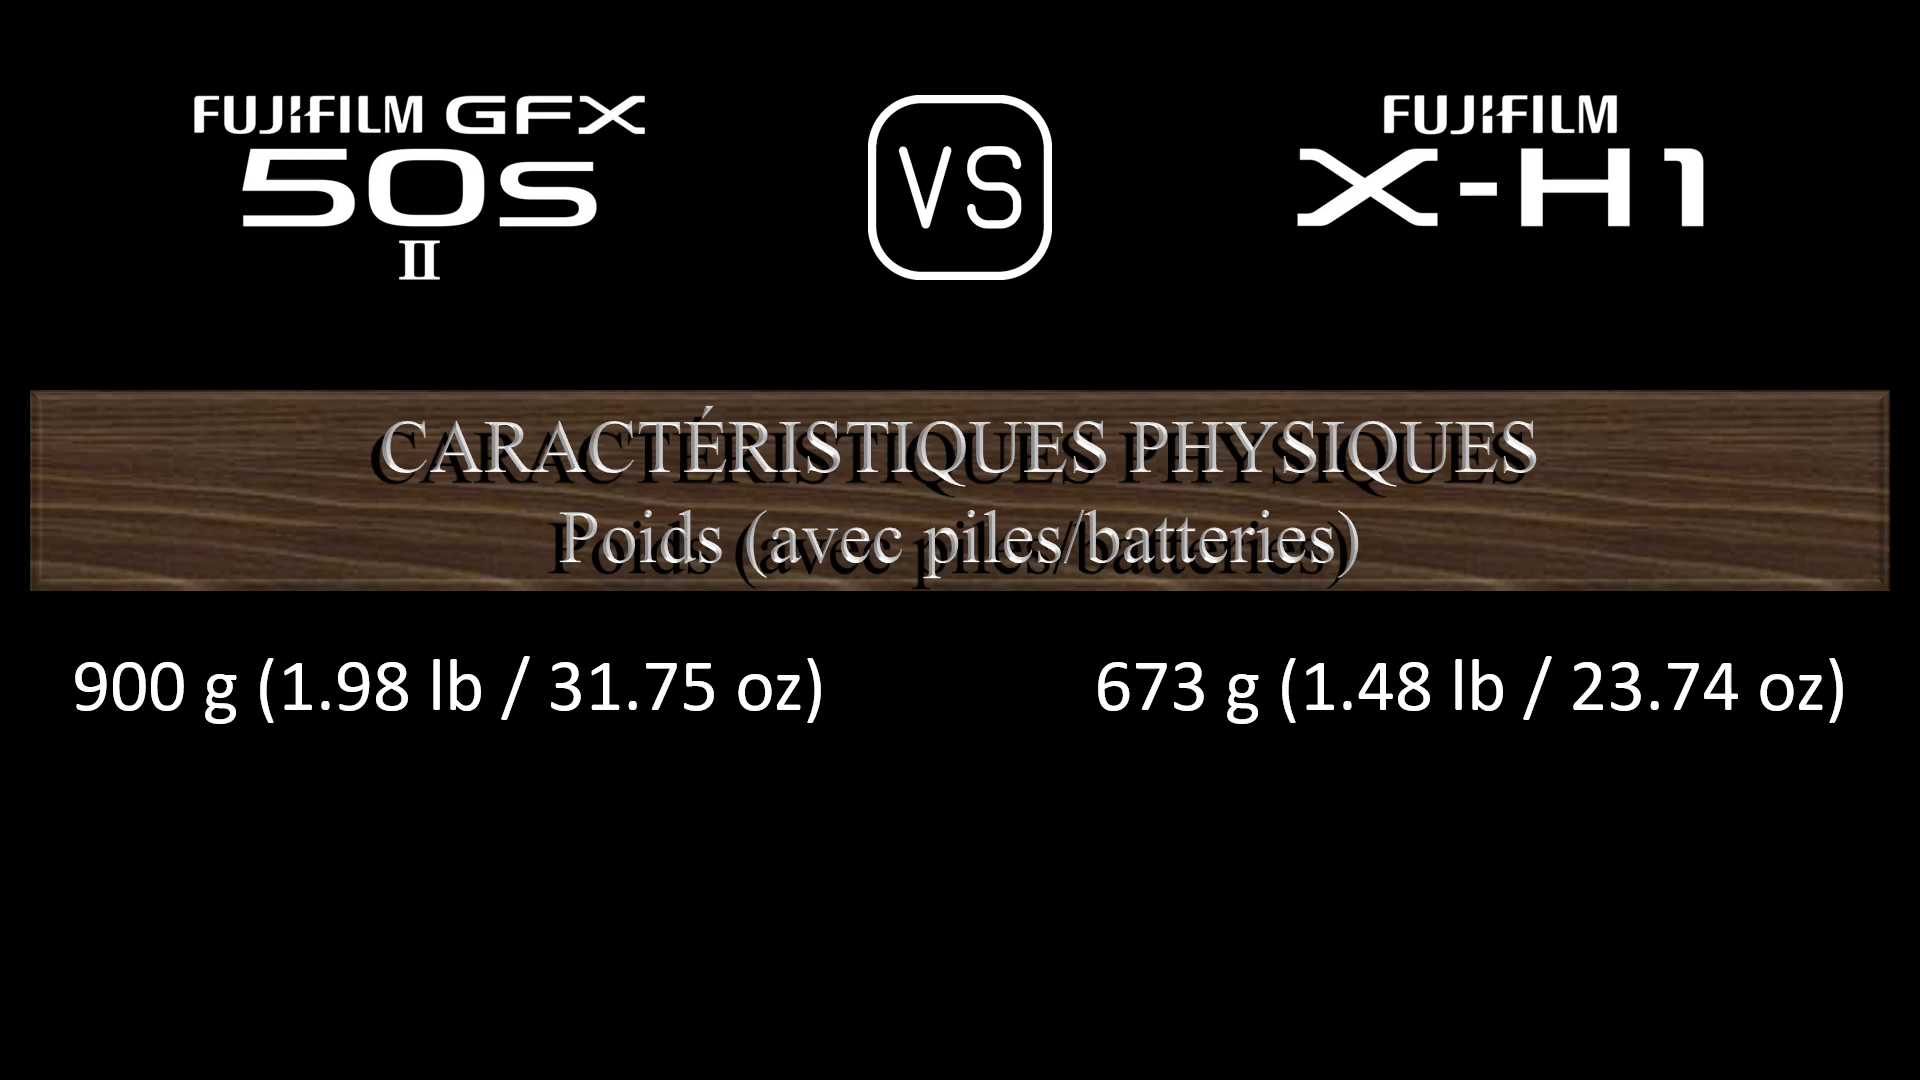 FUJIFILM GFX
50S
II
VS
FUJIFILM
X-H1
CARACTÉRISTIQUES PHYSIQUES
Poids (avec piles/batteries)
900 g (1.98 lb / 31.75 oz)
673 g (1.48 lb / 23.74 oz)